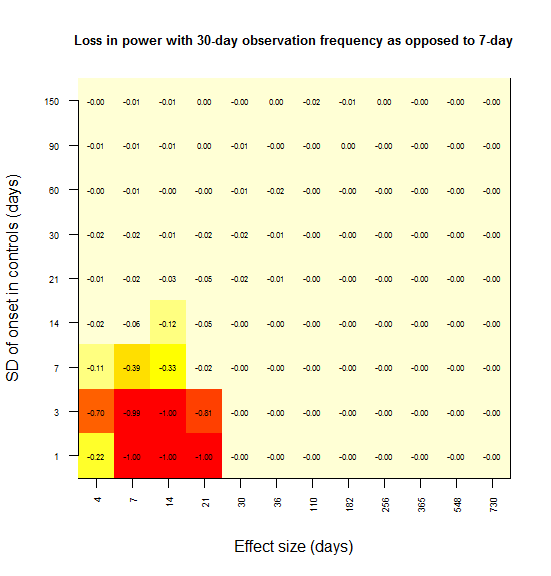 Loss in power with 30-day observation frequency as opposed to 7-day
SD of onset in controls (days)
150 -0.00 -0.01 -0.01 0.00 -0.00 0.00 -0.02 -0.01 0.00 -0.00 -0.00 -0.00
90 -0.01 -0.01 -0.01 0.00 -0.01 -0.00 -0.00 0.00 -0.00 -0.00 -0.00 -0.00
60 -0.00 -0.01 -0.00 -0.00 -0.01 -0.02 -0.00 -0.00 -0.00 -0.00 -0.00 -0.00
30 -0.02 -0.02 -0.01 -0.02 -0.02 -0.01 -0.00 -0.00 -0.00 -0.00 -0.00 -0.00
21 -0.01 -0.02 -0.03 -0.05 -0.02 -0.01 -0.00 -0.00 -0.00 -0.00 -0.00 -0.00
14 -0.02 -0.06 -0.12 -0.05 -0.00 -0.00 -0.00 -0.00 -0.00 -0.00 -0.00 -0.00
7 -0.11 -0.39 -0.33 -0.02 -0.00 -0.00 -0.00 -0.00 -0.00 -0.00 -0.00 -0.00
3 -0.70 -0.99 -1.00 -0.81 -0.00 -0.00 -0.00 -0.00 -0.00 -0.00 -0.00 -0.00
1 -0.22 -1.00 -1.00 -1.00 -0.00 -0.00 -0.00 -0.00 -0.00 -0.00 -0.00 -0.00
4 7 14 21 30 36 110 182 256 365 548 730
Effect size (days)